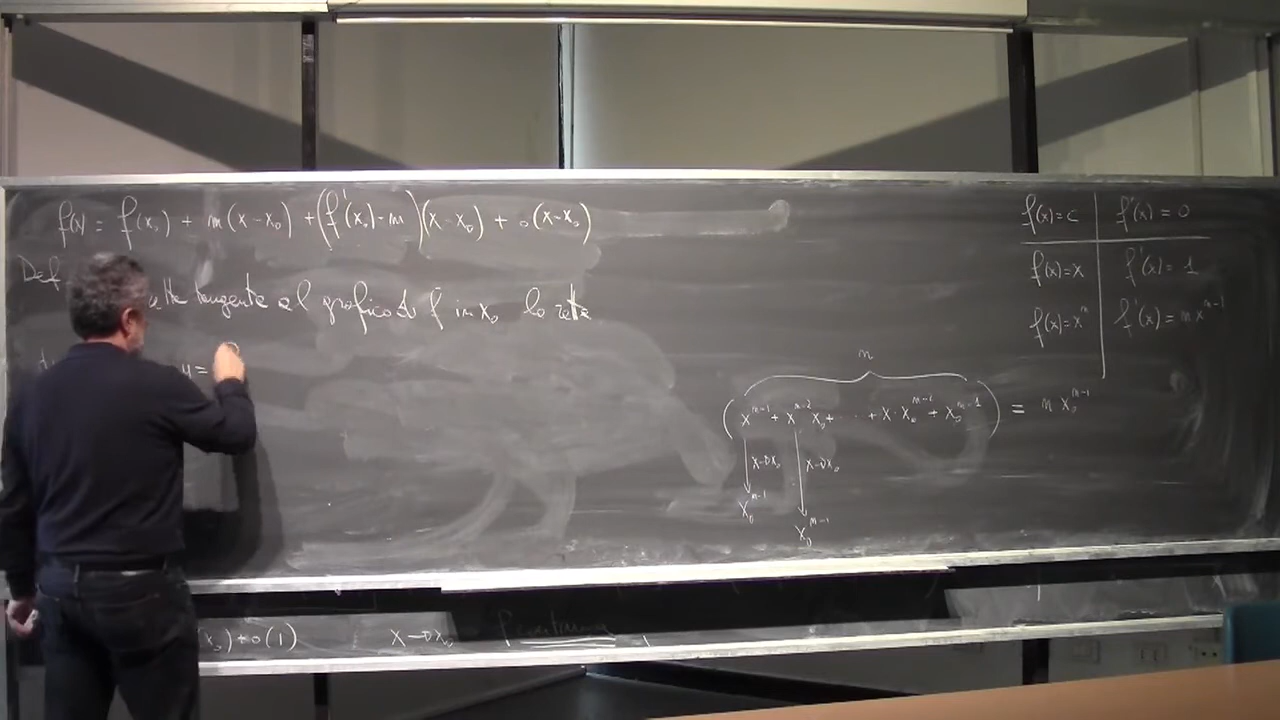 f(x) = f(x₀) + m(x-x₀) + (f'(x₀)-m)(x-x₀) + o(x-x₀)
Def
tangente al grafico di f in x₀ la retta
y =
f(x)=c f'(x)=0
f(x)=x f'(x)=1
f(x)=xⁿ f'(x)=nxⁿ⁻¹
n
(xⁿ⁻¹ + xⁿ⁻² x₀ + ..... + x·x₀ⁿ⁻² + x₀ⁿ⁻¹) = n x₀ⁿ⁻¹
x→x₀ x→x₀
x₀ⁿ⁻¹ x₀ⁿ⁻¹
x₀) + o(1) x→x₀